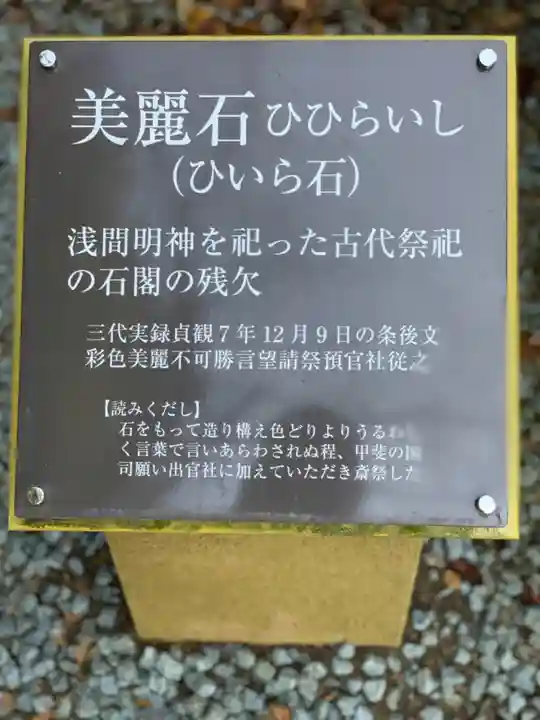 美麗石 ひひらいし
(ひいら石)
浅間明神を祀った古代祭祀
の石閣の残欠
三代実録貞観7年12月9日の条後文
彩色美麗不可勝言望請祭預官社従之
【読みくだし】
石をもって造り構え色どりよりうるわし
く言葉で言いあらわされぬ程、甲斐の国
司願い出官社に加えていただき斎祭した